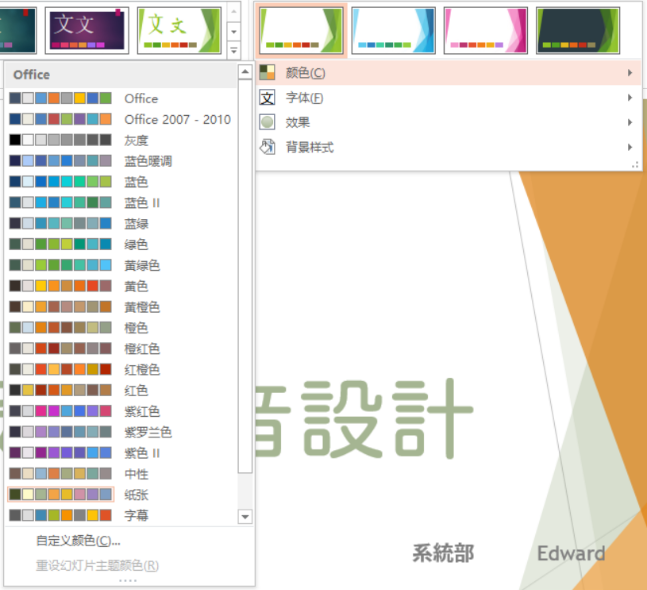 文文
文文
颜色(C)
字体(F)
文
效果
背景样式
Office
Office
Office 2007 - 2010
灰度
蓝色暖调
蓝色
蓝色 II
蓝绿
绿色
黄绿色
黄色
黄橙色
橙色
橙红色
红橙色
红色
紫红色
紫罗兰色
紫色 II
中性
纸张
字幕
自定义颜色(C)...
重设幻灯片主题颜色(R)
音設計
系統部 Edward